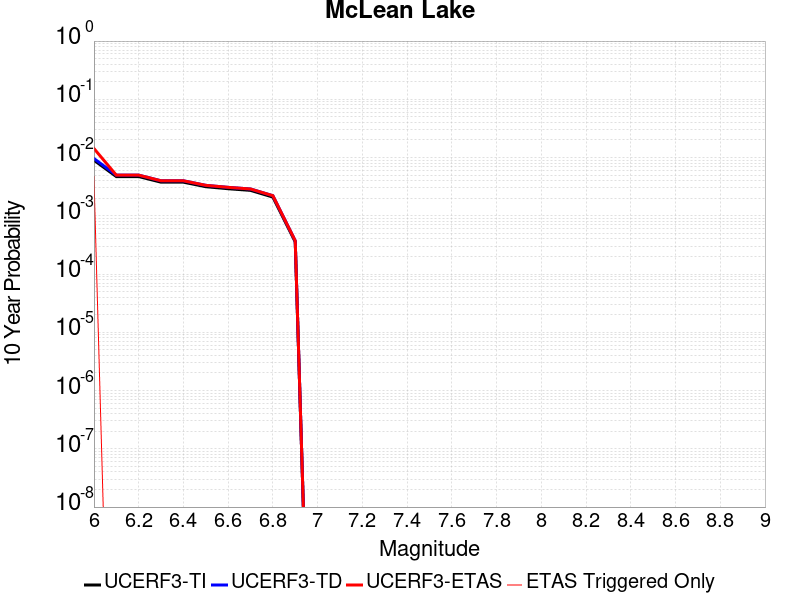 McLean Lake
10 Year Probability
10^0
10^-1
10^-2
10^-3
10^-4
10^-5
10^-6
10^-7
10^-8
6 6.2 6.4 6.6 6.8 7 7.2 7.4 7.6 7.8 8 8.2 8.4 8.6 8.8 9
Magnitude
UCERF3-TI UCERF3-TD UCERF3-ETAS ETAS Triggered Only